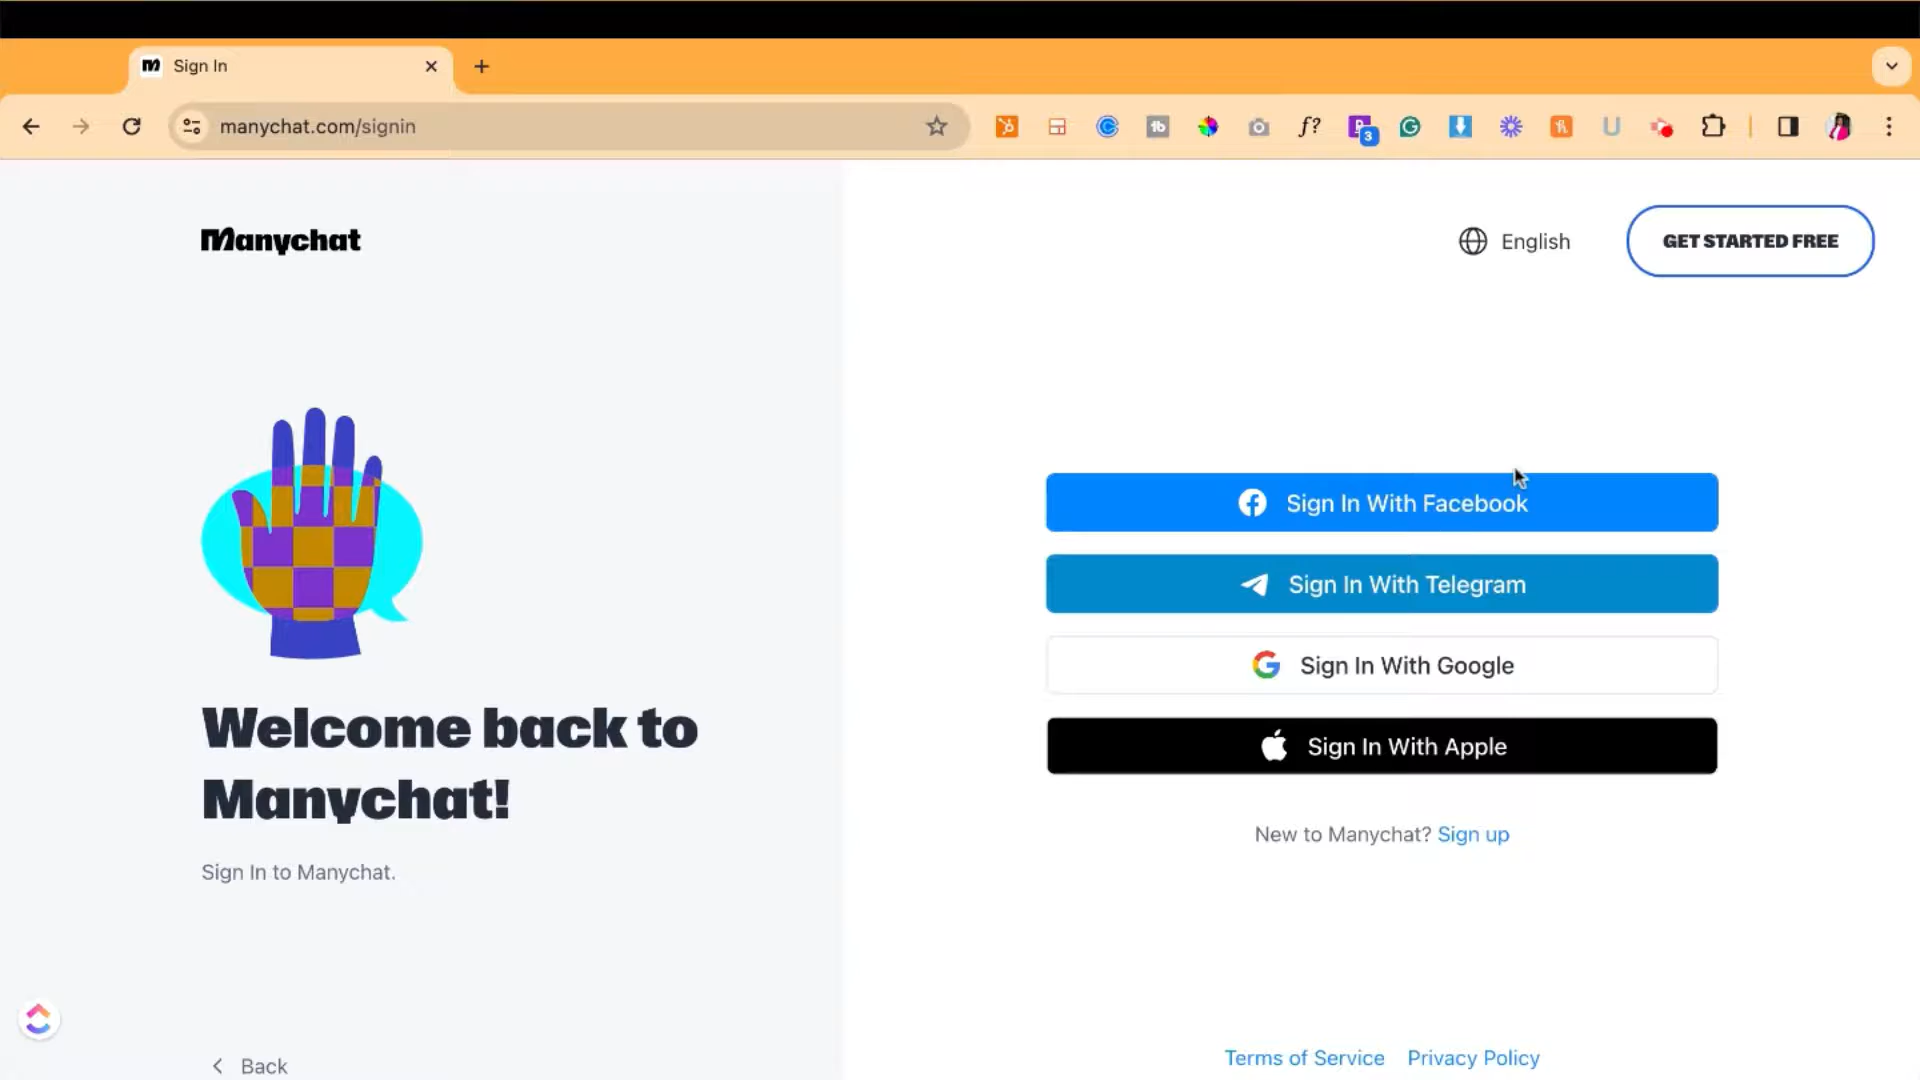 Sign In
manychat.com/signin
f?
3
Manychat
English
GET STARTED FREE
Sign In With Facebook
Sign In With Telegram
Sign In With Google
Sign In With Apple
New to Manychat? Sign up
Welcome back to
Manychat!
Sign In to Manychat.
Back
Terms of Service Privacy Policy